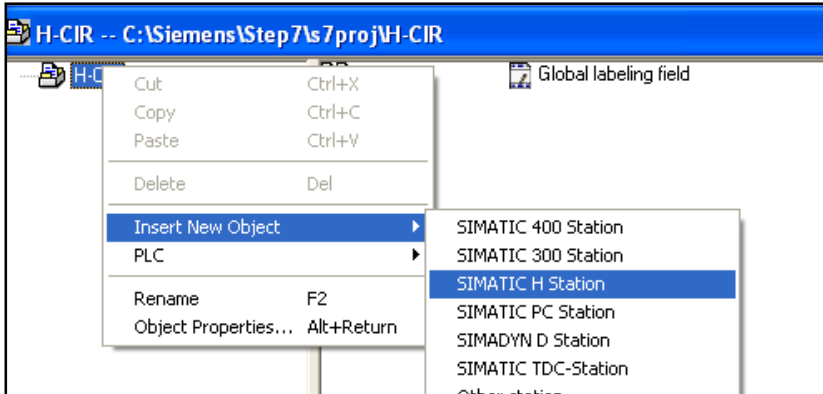 H-CIR -- C:\Siemens\Step7\s7proj\H-CIR
Global labeling field
Cut Ctrl+X
Copy Ctrl+C
Paste Ctrl+V
Delete Del
Insert New Object
PLC
Rename F2
Object Properties... Alt+Return
SIMATIC 400 Station
SIMATIC 300 Station
SIMATIC H Station
SIMATIC PC Station
SIMADYN D Station
SIMATIC TDC-Station
Other station